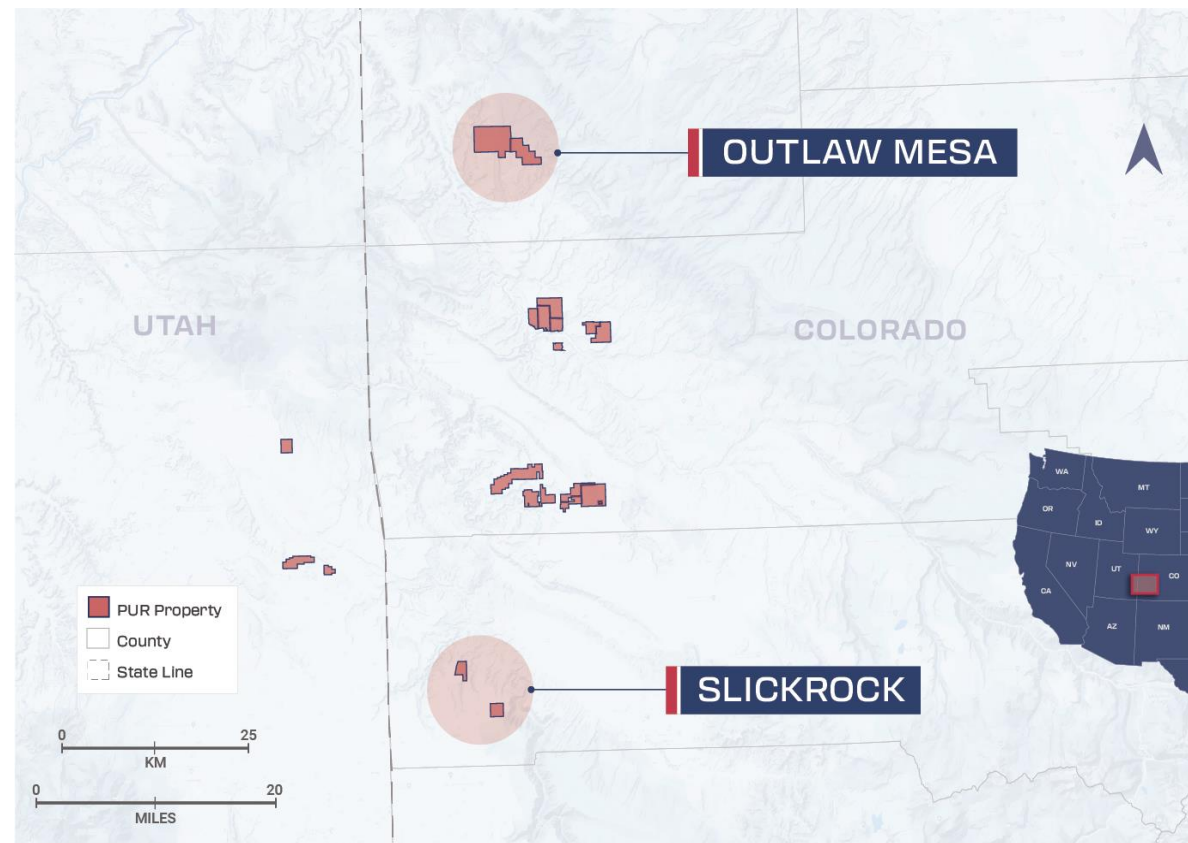 OUTLAW MESA
UTAH
COLORADO
WA
MT
OR
ID
WY
NV
UT
CO
CA
AZ
NM
PUR Property
County
State Line
SLICKROCK
0 25
KM
0 20
MILES